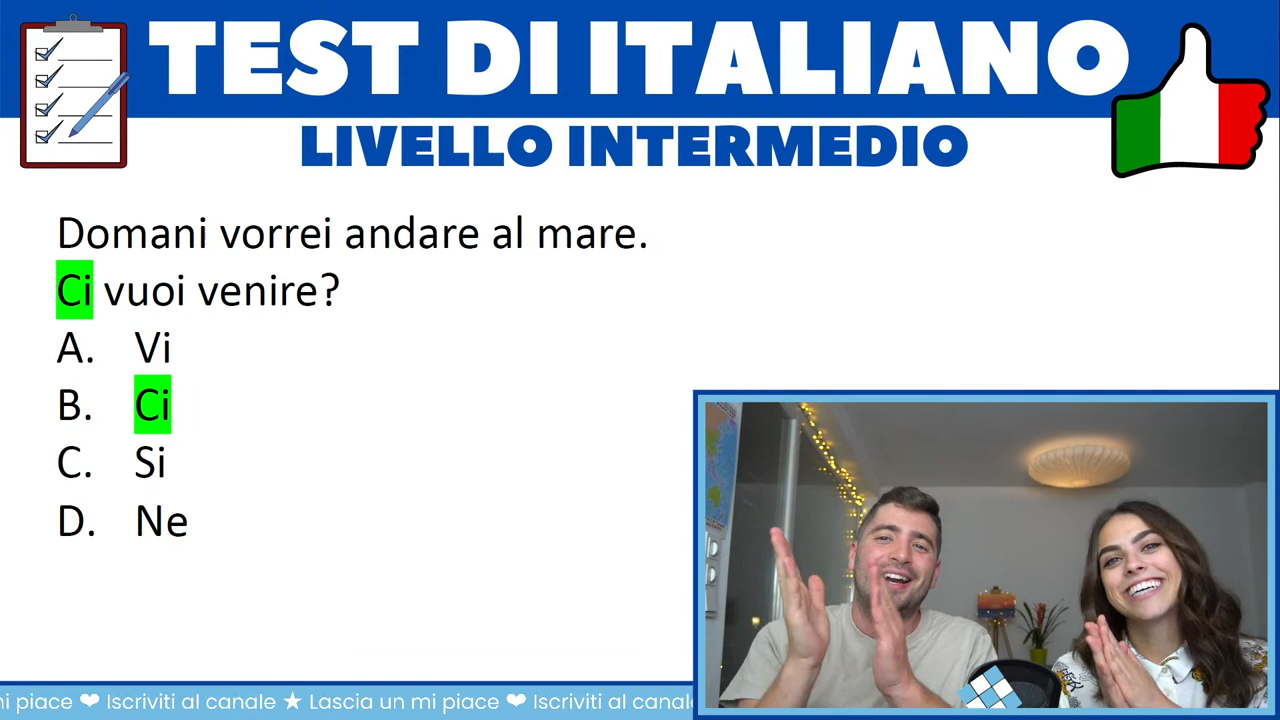 TEST DI ITALIANO
LIVELLO INTERMEDIO
Domani vorrei andare al mare.
Ci vuoi venire?
A. Vi
B. Ci
C. Si
D. Ne
mi piace ❤ Iscriviti al canale ★ Lascia un mi piace ❤ Iscriviti al canal